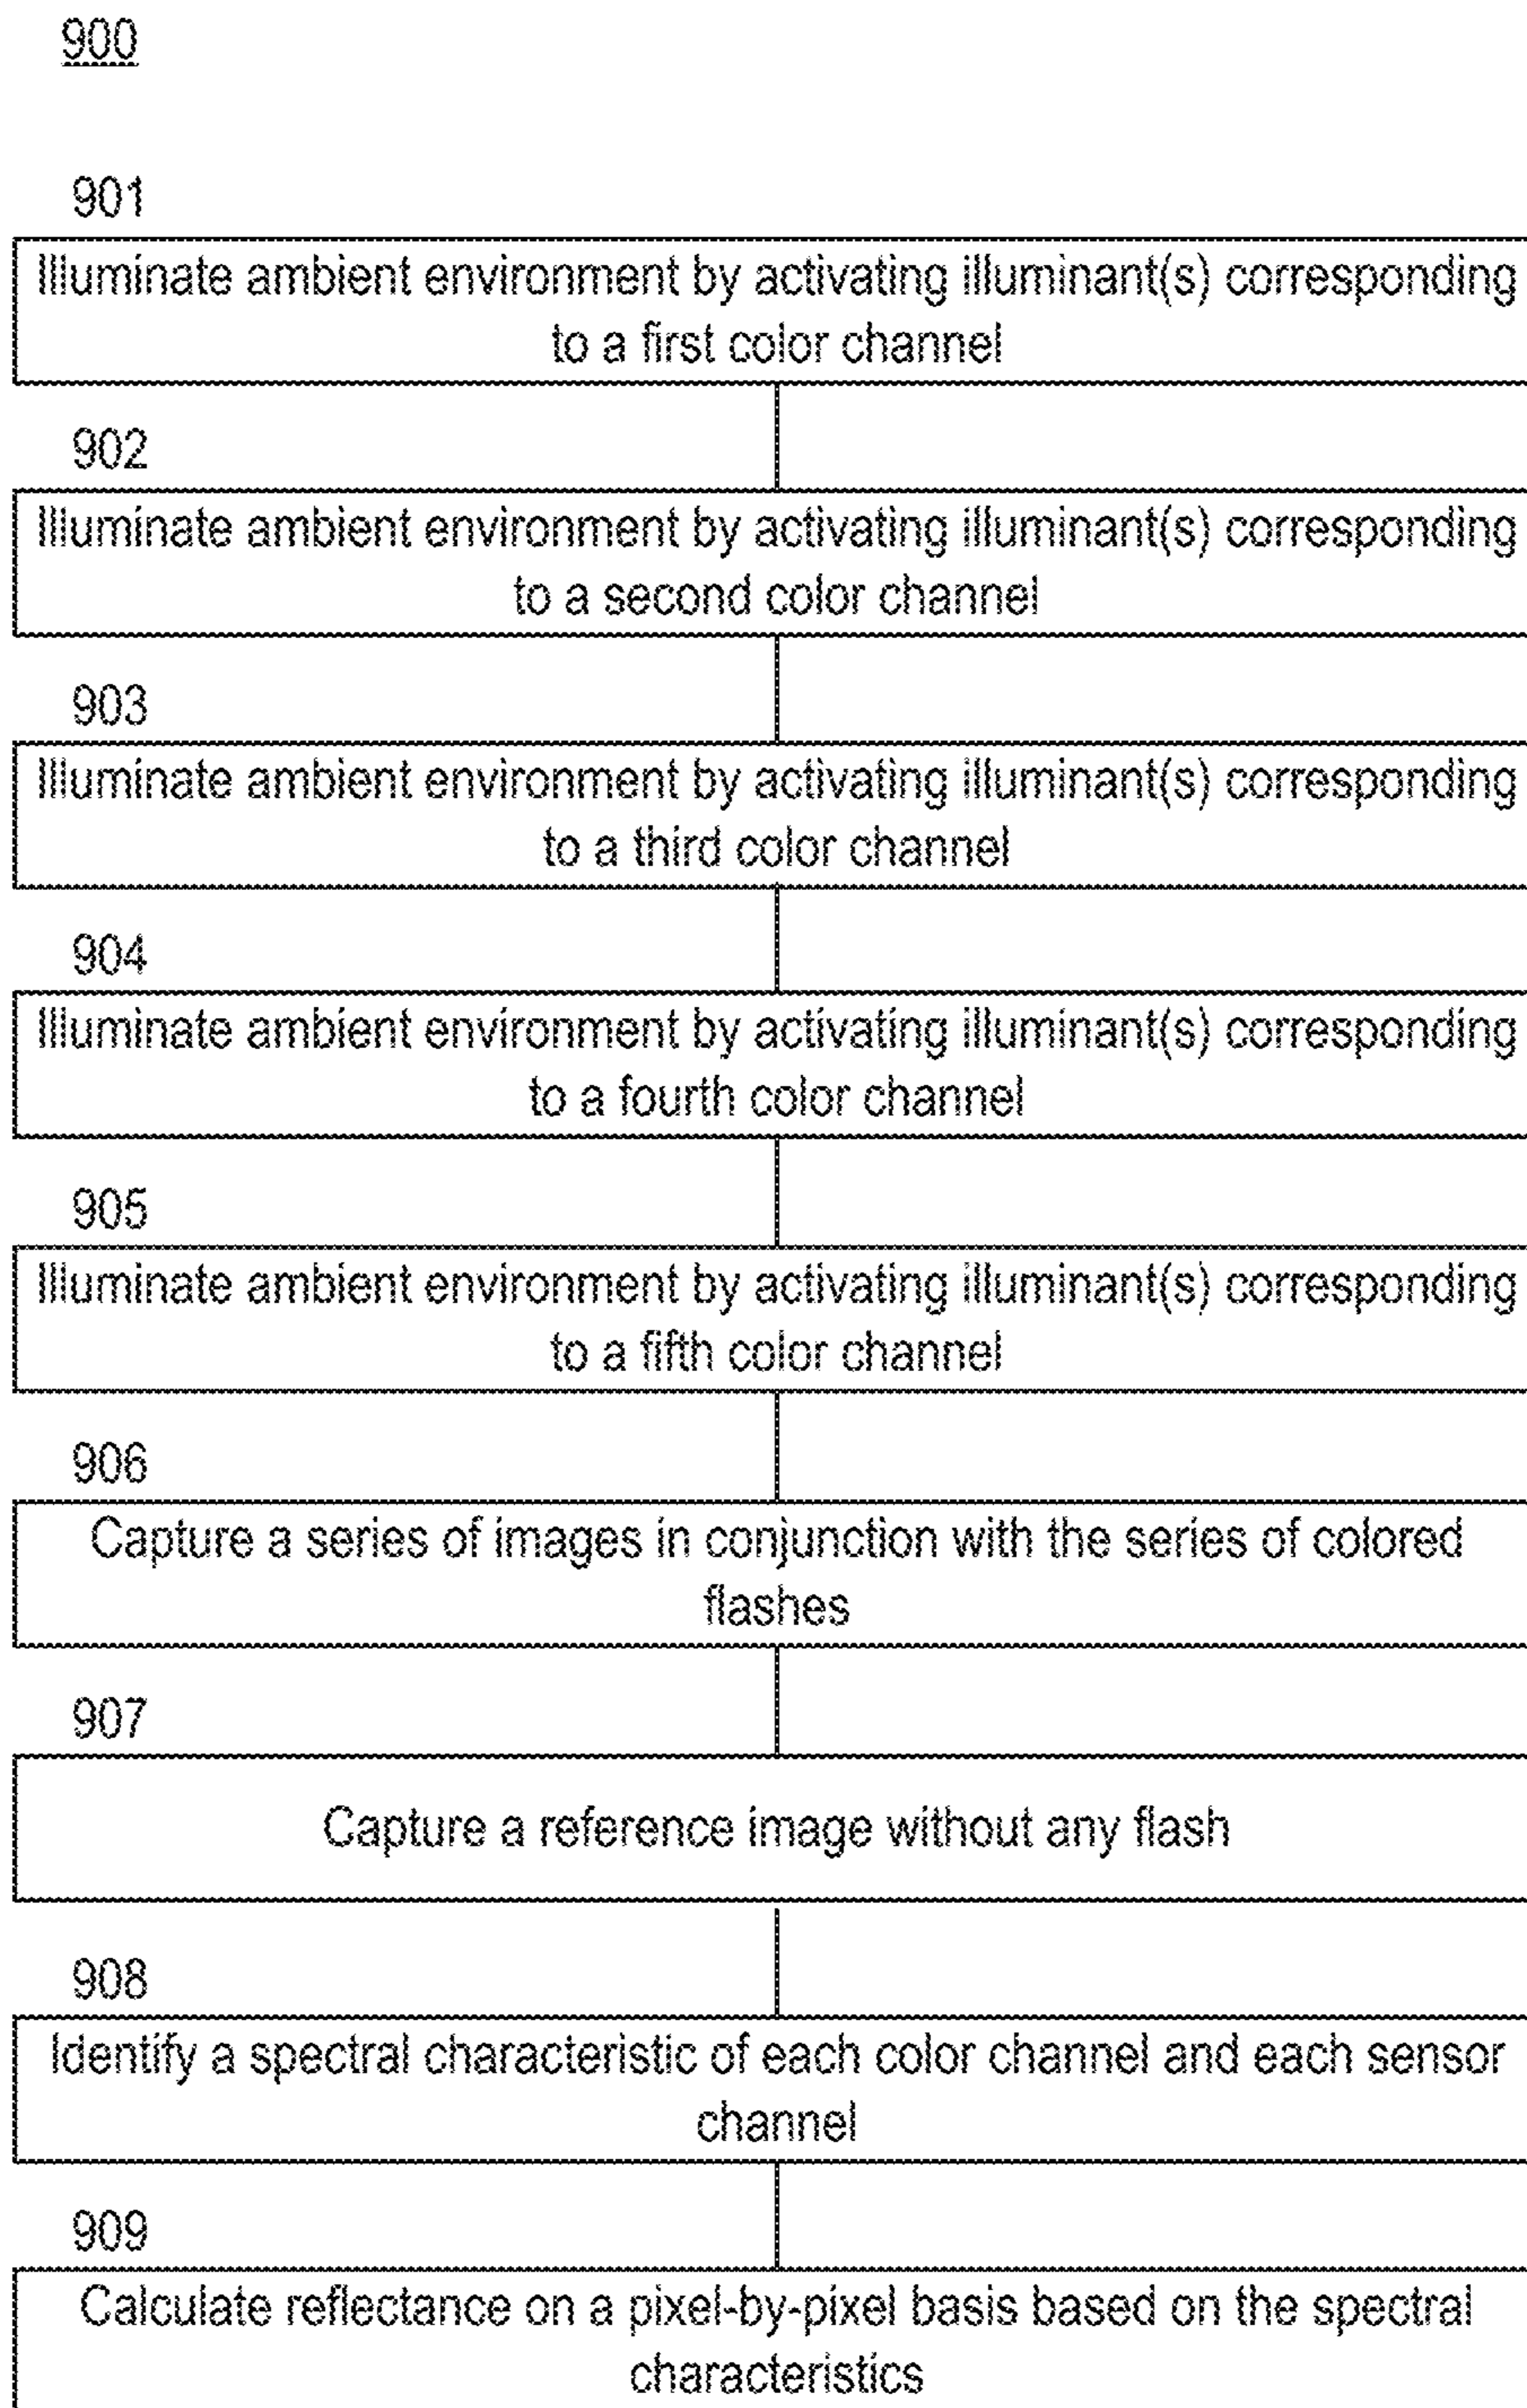 900
901
Illuminate ambient environment by activating illuminant(s) corresponding
to a first color channel
902
Illuminate ambient environment by activating illuminant(s) corresponding
to a second color channel
903
Illuminate ambient environment by activating illuminant(s) corresponding
to a third color channel
904
Illuminate ambient environment by activating illuminant(s) corresponding
to a fourth color channel
905
Illuminate ambient environment by activating illuminant(s) corresponding
to a fifth color channel
906
Capture a series of images in conjunction with the series of colored
flashes
907
Capture a reference image without any flash
908
Identify a spectral characteristic of each color channel and each sensor
channel
909
Calculate reflectance on a pixel-by-pixel basis based on the spectral
characteristics